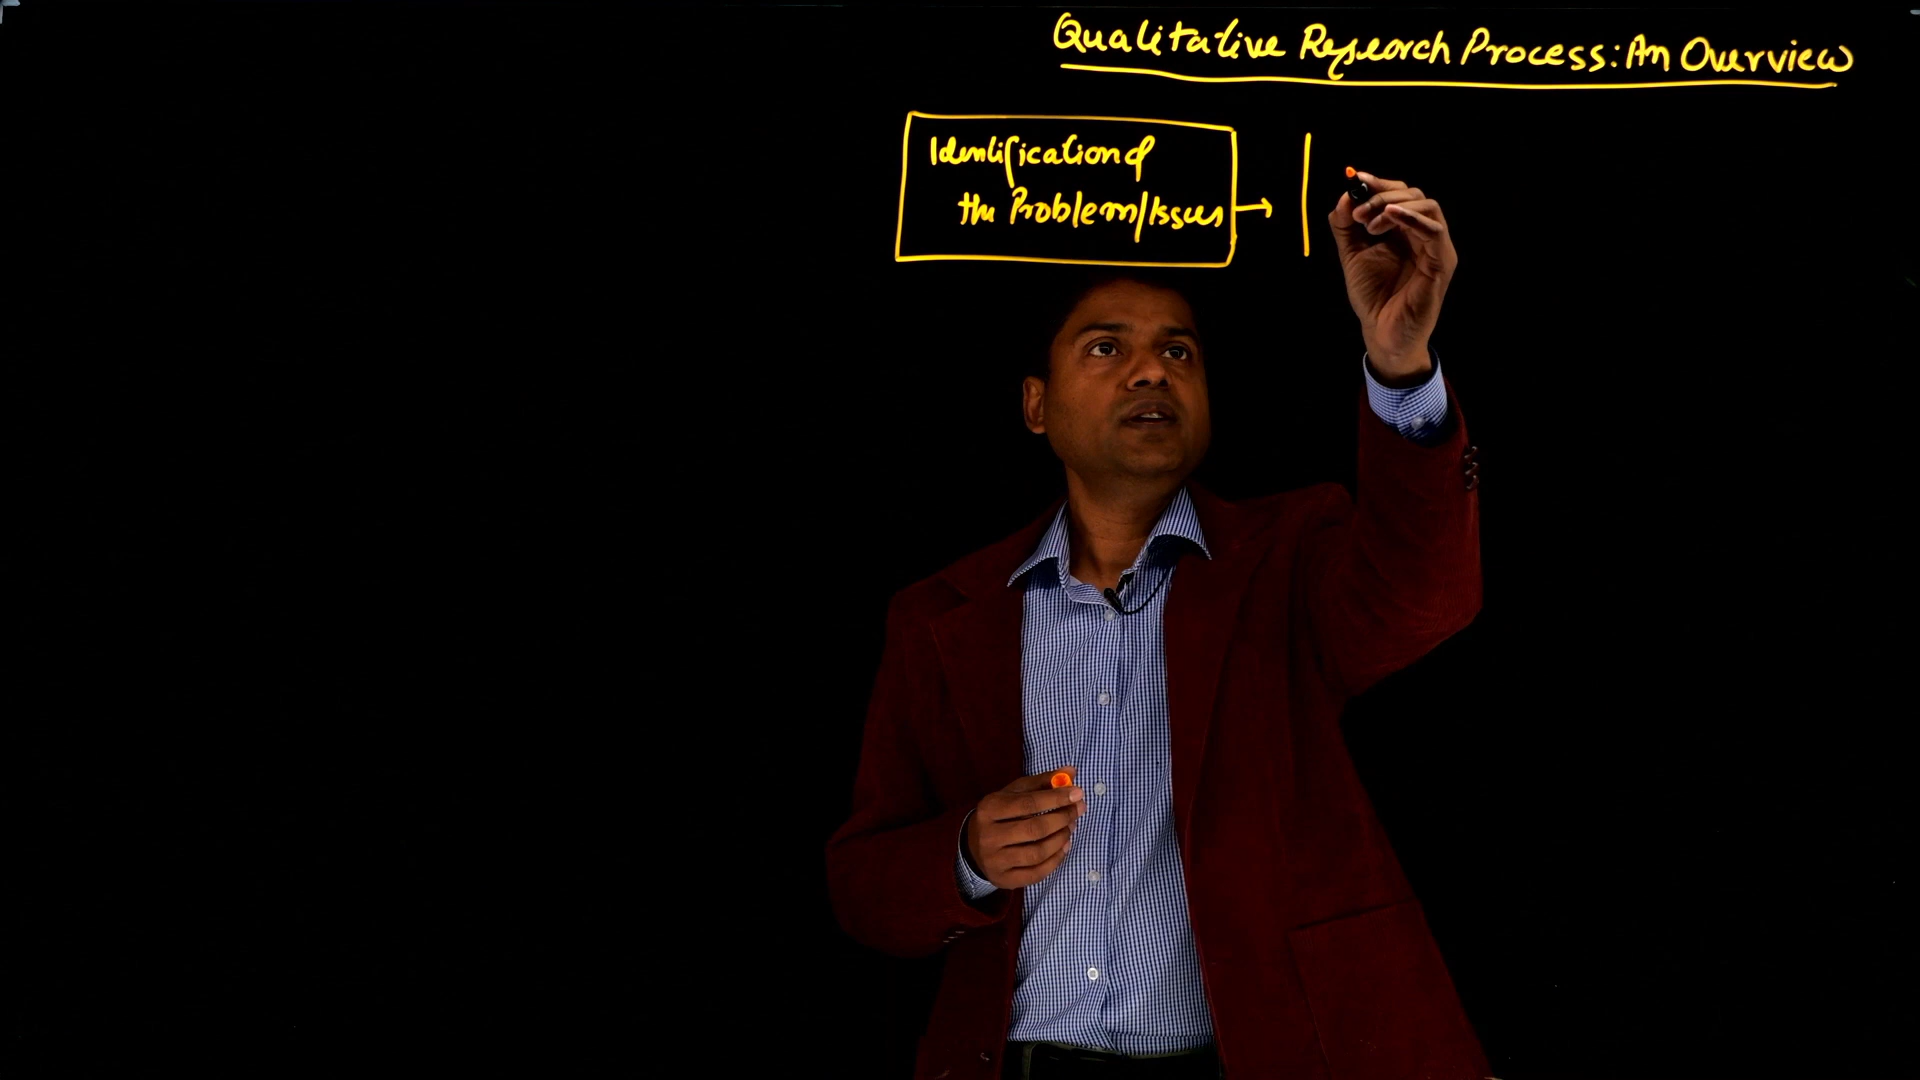 Qualitative Research Process: An Overview
Identification of
the Problem/Issues